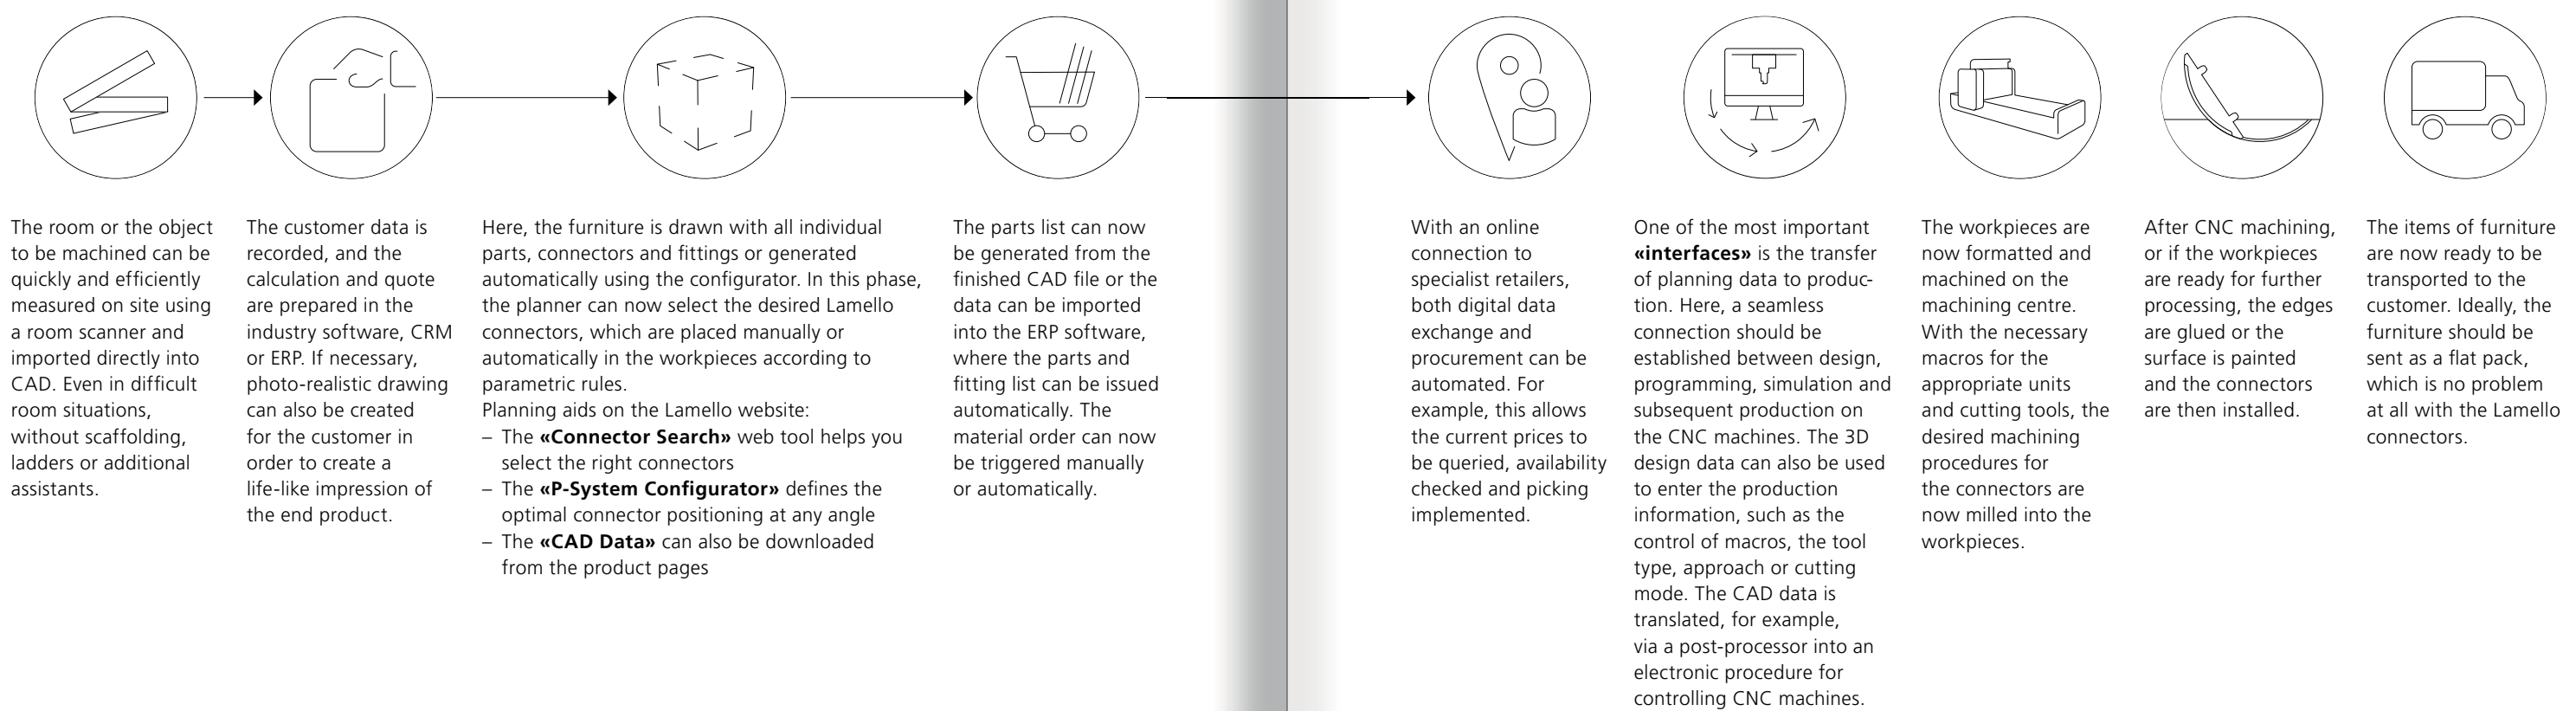 The room or the object
to be machined can be
quickly and efficiently
measured on site using
a room scanner and
imported directly into
CAD. Even in difficult
room situations,
without scaffolding,
ladders or additional
assistants.
The customer data is
recorded, and the
calculation and quote
are prepared in the
industry software, CRM
or ERP. If necessary,
photo-realistic drawing
can also be created
for the customer in
order to create a
life-like impression of
the end product.
Here, the furniture is drawn with all individual
parts, connectors and fittings or generated
automatically using the configurator. In this phase,
the planner can now select the desired Lamello
connectors, which are placed manually or
automatically in the workpieces according to
parametric rules.
Planning aids on the Lamello website:
– The «Connector Search» web tool helps you
select the right connectors
– The «P-System Configurator» defines the
optimal connector positioning at any angle
– The «CAD Data» can also be downloaded
from the product pages
The parts list can now
be generated from the
finished CAD file or the
data can be imported
into the ERP software,
where the parts and
fitting list can be issued
automatically. The
material order can now
be triggered manually
or automatically.
With an online
connection to
specialist retailers,
both digital data
exchange and
procurement can be
automated. For
example, this allows
the current prices to
be queried, availability
checked and picking
implemented.
One of the most important
«interfaces» is the transfer
of planning data to produc-
tion. Here, a seamless
connection should be
established between design,
programming, simulation and
subsequent production on
the CNC machines. The 3D
design data can also be used
to enter the production
information, such as the
control of macros, the tool
type, approach or cutting
mode. The CAD data is
translated, for example,
via a post-processor into an
electronic procedure for
controlling CNC machines.
The workpieces are
now formatted and
machined on the
machining centre.
With the necessary
macros for the
appropriate units
and cutting tools, the
desired machining
procedures for
the connectors are
now milled into the
workpieces.
After CNC machining,
or if the workpieces
are ready for further
processing, the edges
are glued or the
surface is painted
and the connectors
are then installed.
The items of furniture
are now ready to be
transported to the
customer. Ideally, the
furniture should be
sent as a flat pack,
which is no problem
at all with the Lamello
connectors.